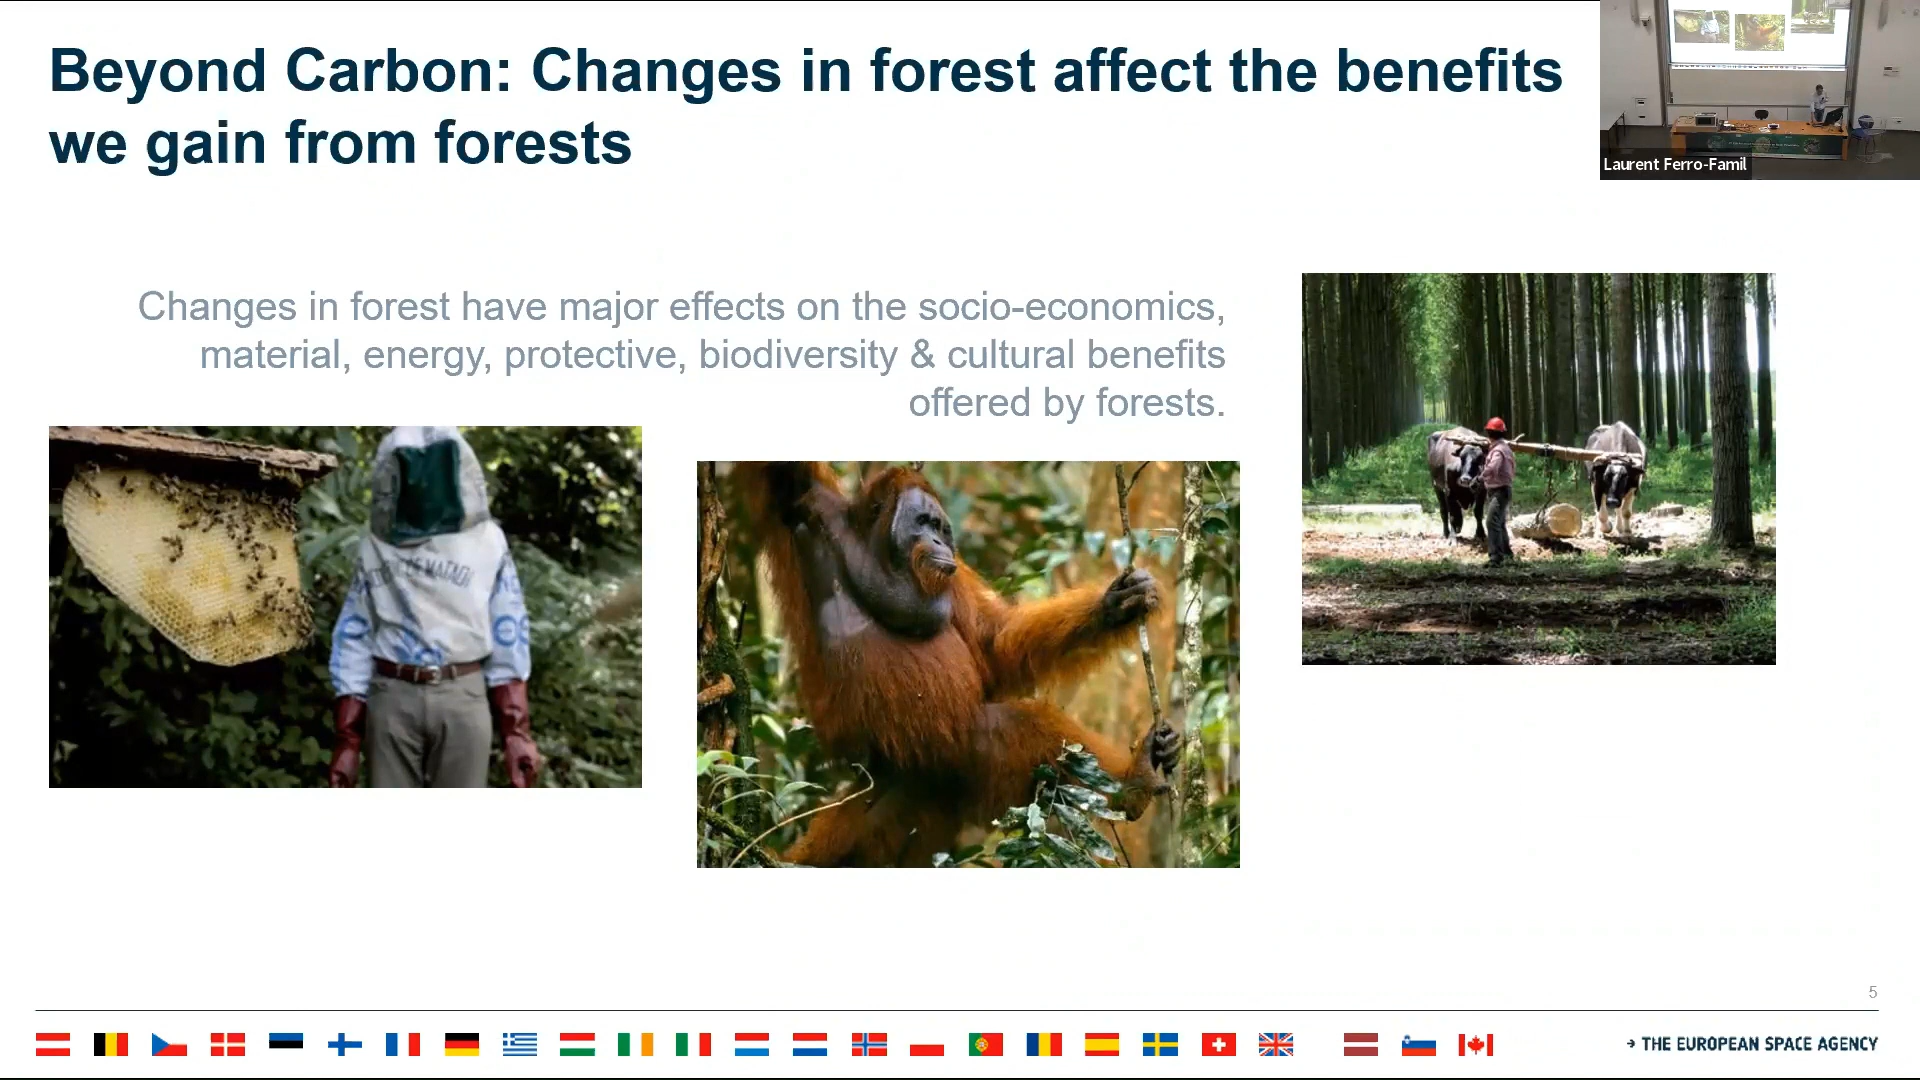 Beyond Carbon: Changes in forest affect the benefits
we gain from forests
Laurent Ferro-Famil
Changes in forest have major effects on the socio-economics,
material, energy, protective, biodiversity & cultural benefits
offered by forests.
5
→ THE EUROPEAN SPACE AGENCY